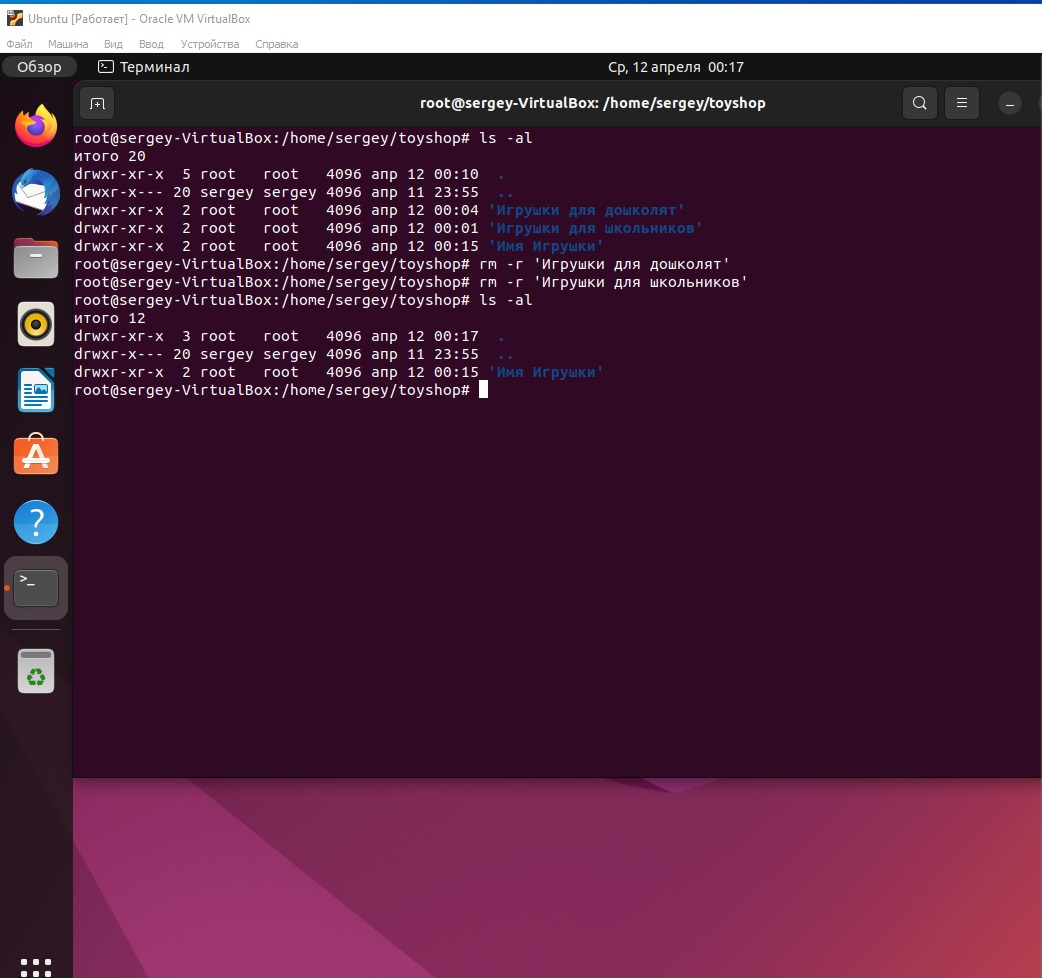 Ubuntu [Работает] - Oracle VM VirtualBox
Файл Машина Вид Ввод Устройства Справка
Обзор Терминал Ср, 12 апреля 00:17
root@sergey-VirtualBox: /home/sergey/toyshop
root@sergey-VirtualBox:/home/sergey/toyshop# ls -al
итого 20
drwxr-xr-x  5 root   root   4096 апр 12 00:10  .
drwxr-x--- 20 sergey sergey 4096 апр 11 23:55  ..
drwxr-xr-x  2 root   root   4096 апр 12 00:04 'Игрушки для дошколят'
drwxr-xr-x  2 root   root   4096 апр 12 00:01 'Игрушки для школьников'
drwxr-xr-x  2 root   root   4096 апр 12 00:15 'Имя Игрушки'
root@sergey-VirtualBox:/home/sergey/toyshop# rm -r 'Игрушки для дошколят'
root@sergey-VirtualBox:/home/sergey/toyshop# rm -r 'Игрушки для школьников'
root@sergey-VirtualBox:/home/sergey/toyshop# ls -al
итого 12
drwxr-xr-x  3 root   root   4096 апр 12 00:17  .
drwxr-x--- 20 sergey sergey 4096 апр 11 23:55  ..
drwxr-xr-x  2 root   root   4096 апр 12 00:15 'Имя Игрушки'
root@sergey-VirtualBox:/home/sergey/toyshop#